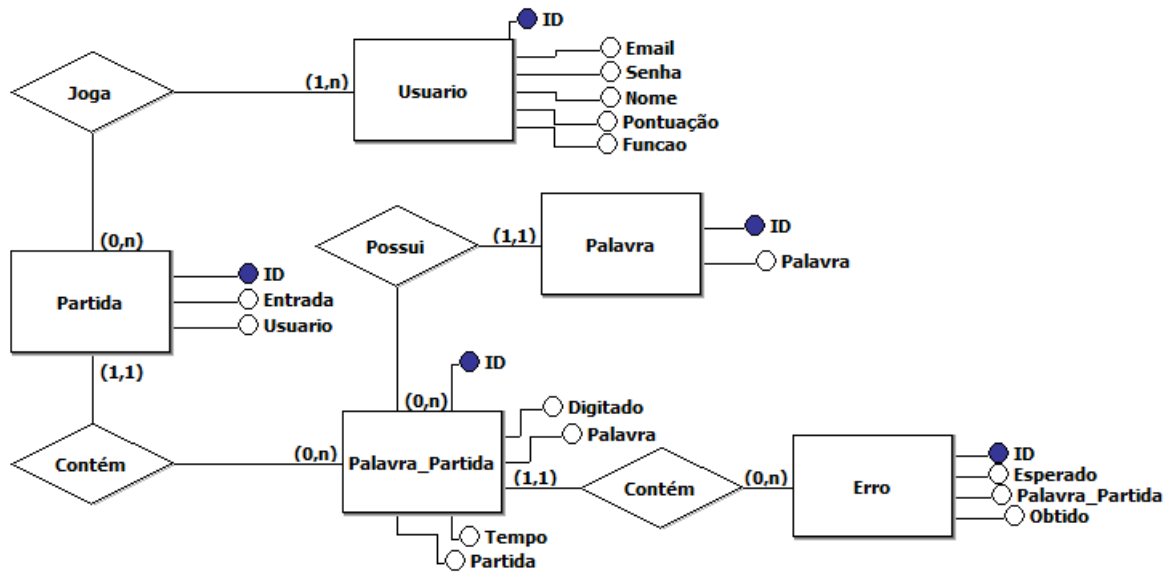 ID
Email
Senha
Nome
Pontuação
Funcao
Usuario
(1,n)
Joga
(0,n)
Partida
ID
Entrada
Usuario
(1,1)
Possui
(1,1)
Palavra
ID
Palavra
(0,n)
ID
Contém
(0,n)
Palavra_Partida
Digitado
Palavra
(1,1)
Tempo
Partida
Contém
(0,n)
Erro
ID
Esperado
Palavra_Partida
Obtido